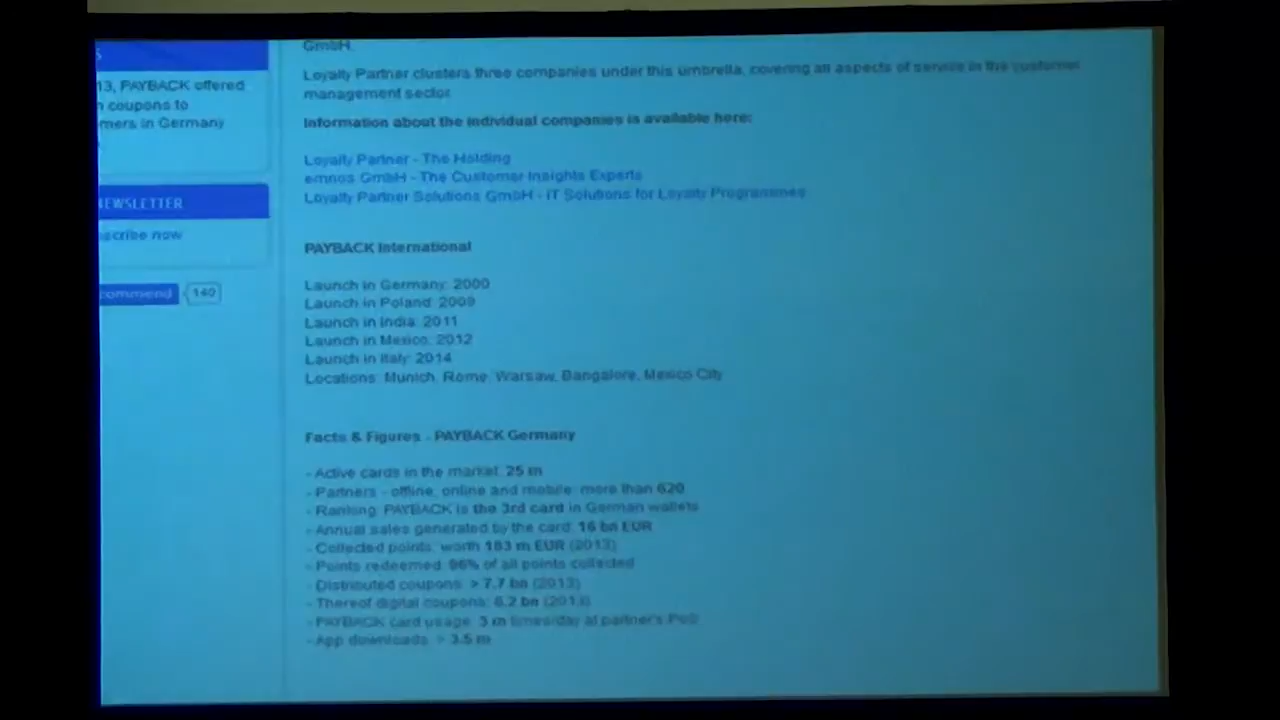 S
13, PAYBACK offered
n coupons to
mers in Germany
NEWSLETTER
scribe now
commend 140
GmbH.
Loyalty Partner clusters three companies under this umbrella, covering all aspects of service in the customer
management sector.
Information about the individual companies is available here:
Loyalty Partner - The Holding
emnos GmbH - The Customer Insights Experts
Loyalty Partner Solutions GmbH - IT Solutions for Loyalty Programmes
PAYBACK International
Launch in Germany: 2000
Launch in Poland: 2009
Launch in India: 2011
Launch in Mexico: 2012
Launch in Italy: 2014
Locations: Munich, Rome, Warsaw, Bangalore, Mexico City
Facts & Figures - PAYBACK Germany
- Active cards in the market: 25 m
- Partners - offline, online and mobile: more than 620
- Ranking: PAYBACK is the 3rd card in German wallets
- Annual sales generated by the card: 16 bn EUR
- Collected points: worth 183 m EUR (2013)
- Points redeemed: 96% of all points collected
- Distributed coupons: > 7.7 bn (2013)
- Thereof digital coupons: 6.2 bn (2013)
- PAYBACK card usage: 3 m times/day at partner's PoS
- App downloads: > 3.5 m